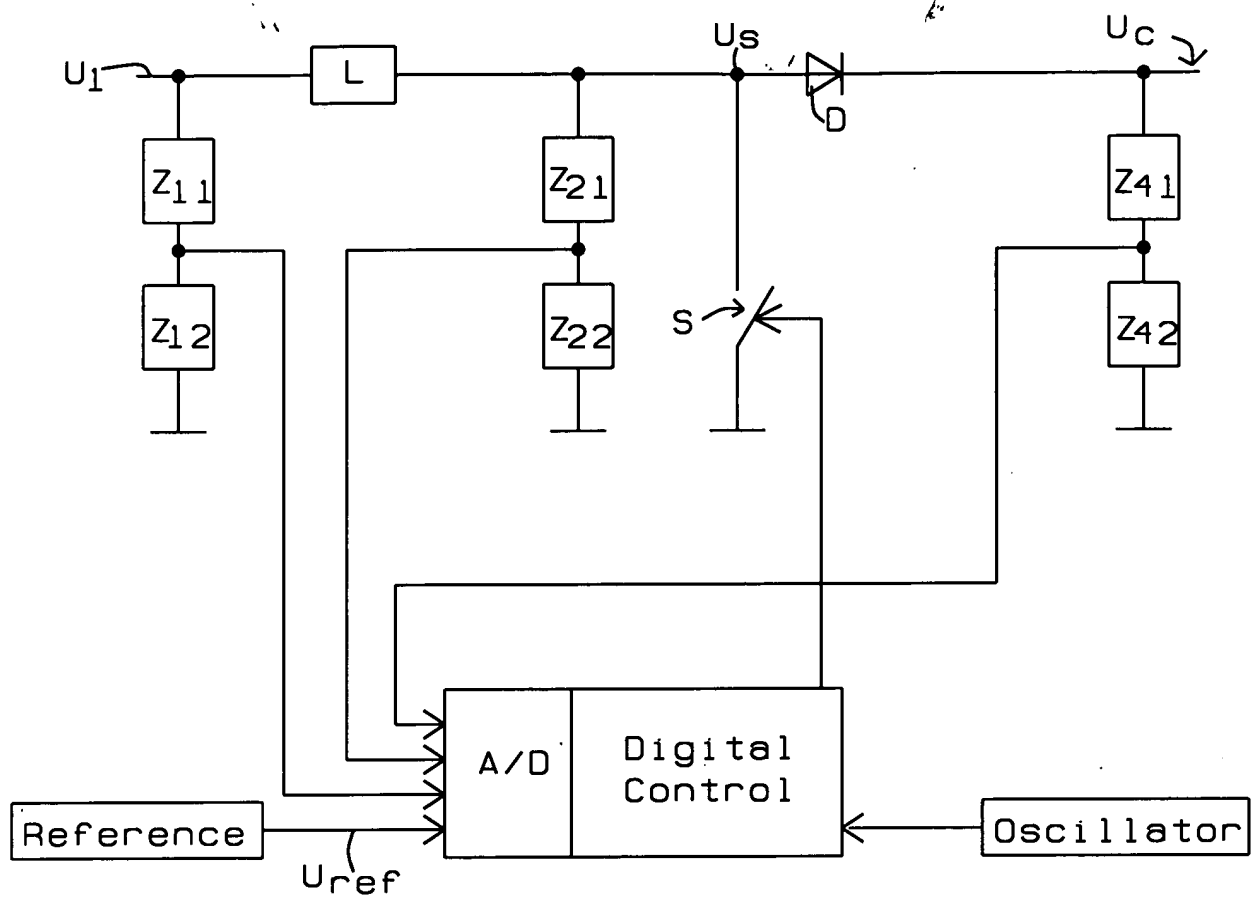 U1
L
Us
D
Uc
Z11
Z21
Z41
S
Z12
Z22
Z42
A/D
Digital
Control
Reference
Oscillator
Uref